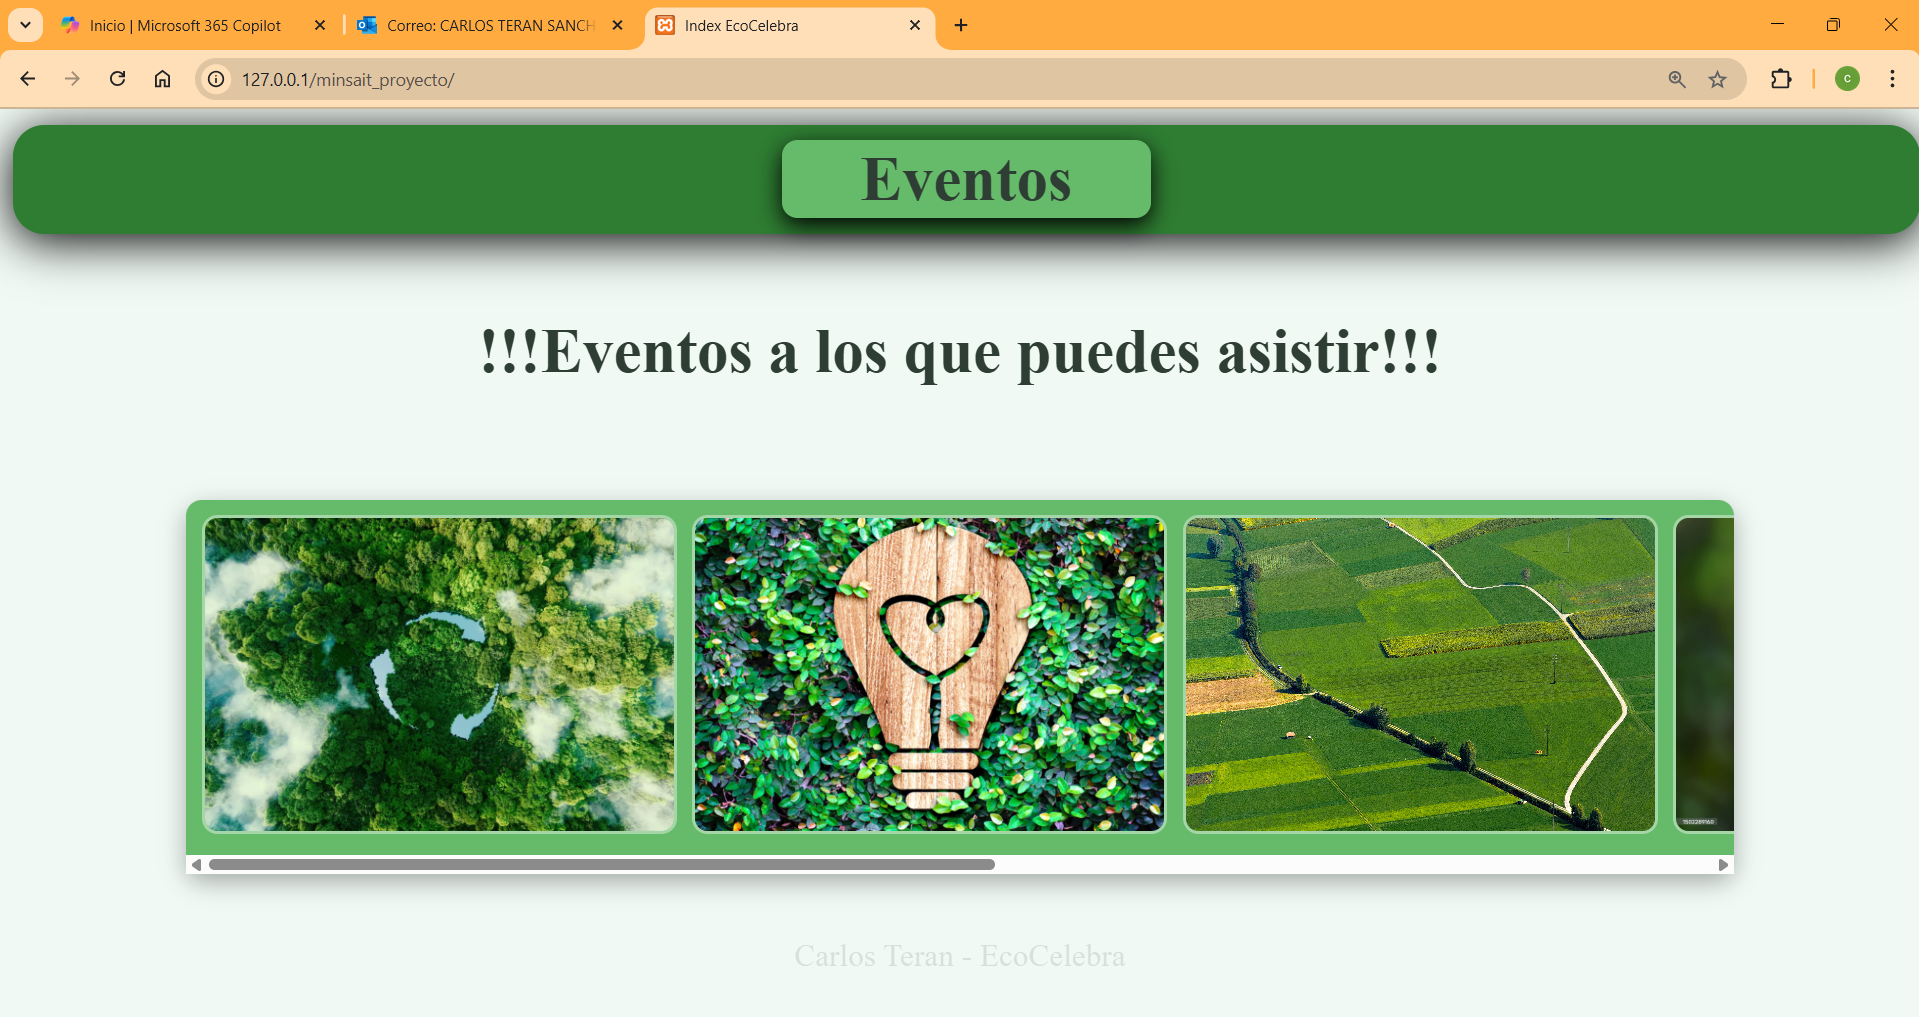 Inicio | Microsoft 365 Copilot
Correo: CARLOS TERAN SANCH
Index EcoCelebra
127.0.0.1/minsait_proyecto/
C
Eventos
!!!Eventos a los que puedes asistir!!!
1502289160
Carlos Teran - EcoCelebra